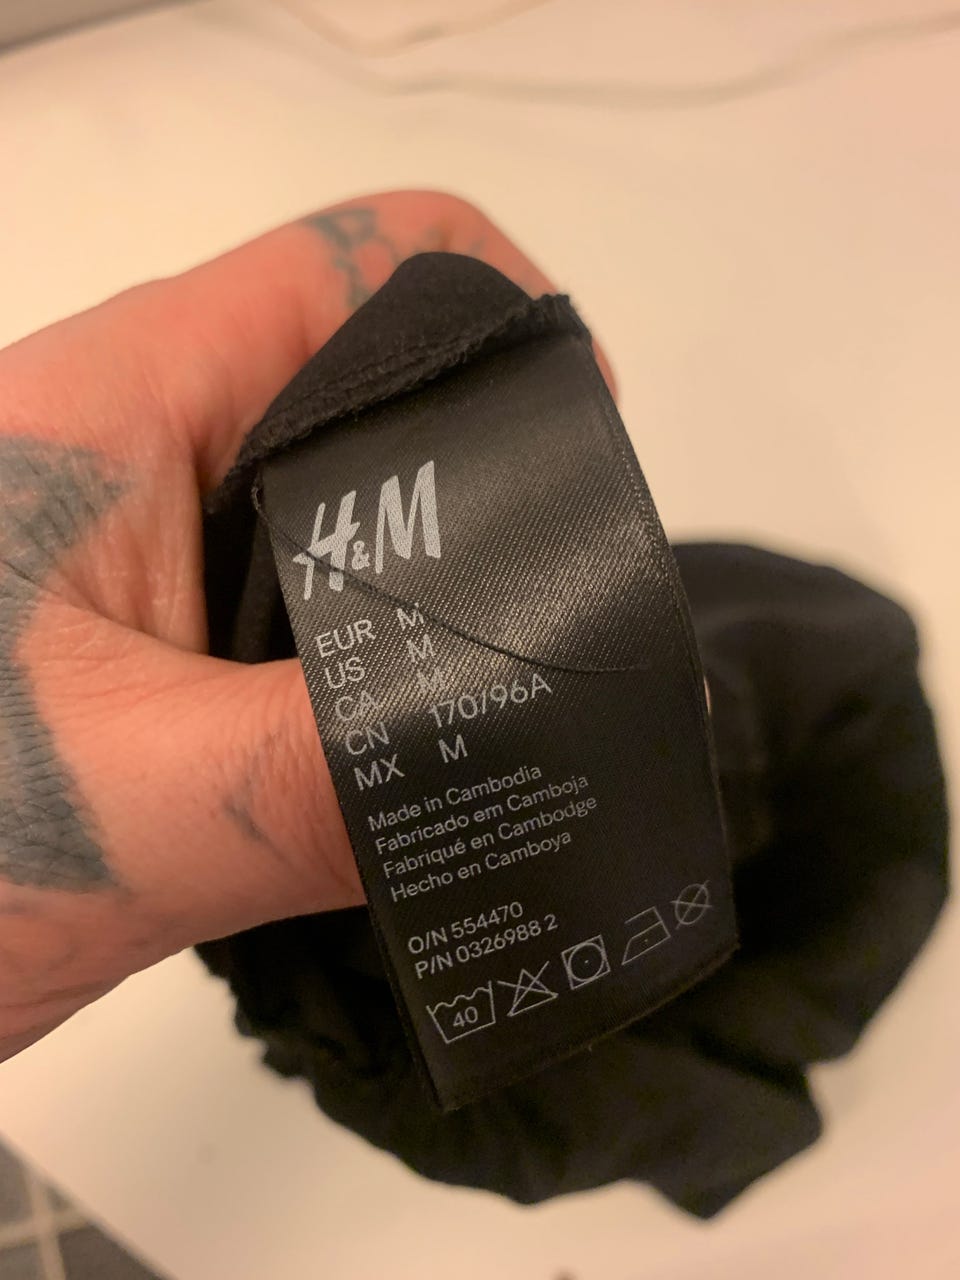 H&M
EUR M
US M
CA M
CN 170/96A
MX M
Made in Cambodia
Fabricado em Camboja
Fabriqué en Cambodge
Hecho en Camboya
O/N 554470
P/N 0326988 2
40